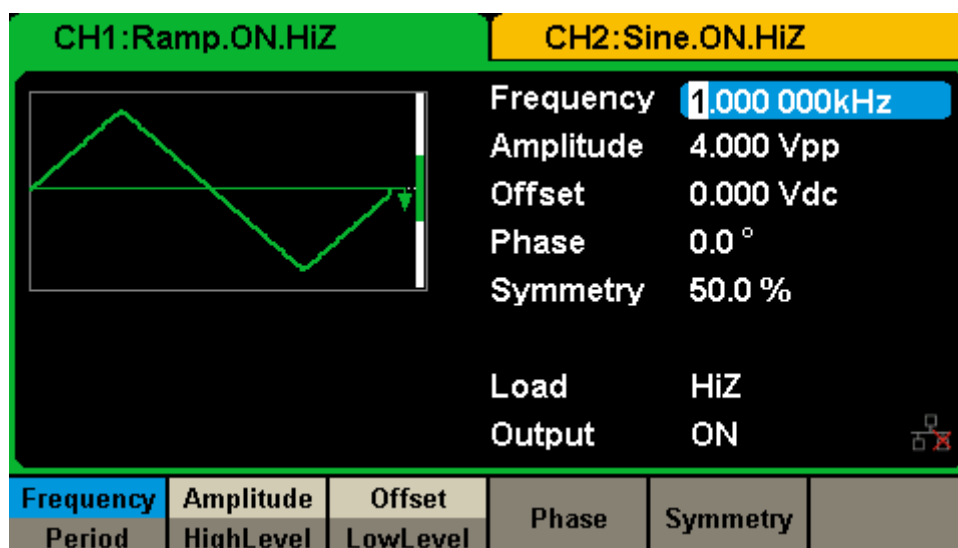 CH1:Ramp.ON.HiZ CH2:Sine.ON.HiZ
Frequency 1.000 000kHz
Amplitude 4.000 Vpp
Offset 0.000 Vdc
Phase 0.0 °
Symmetry 50.0 %
Load HiZ
Output ON
Frequency Amplitude Offset Phase Symmetry
Period HighLevel LowLevel